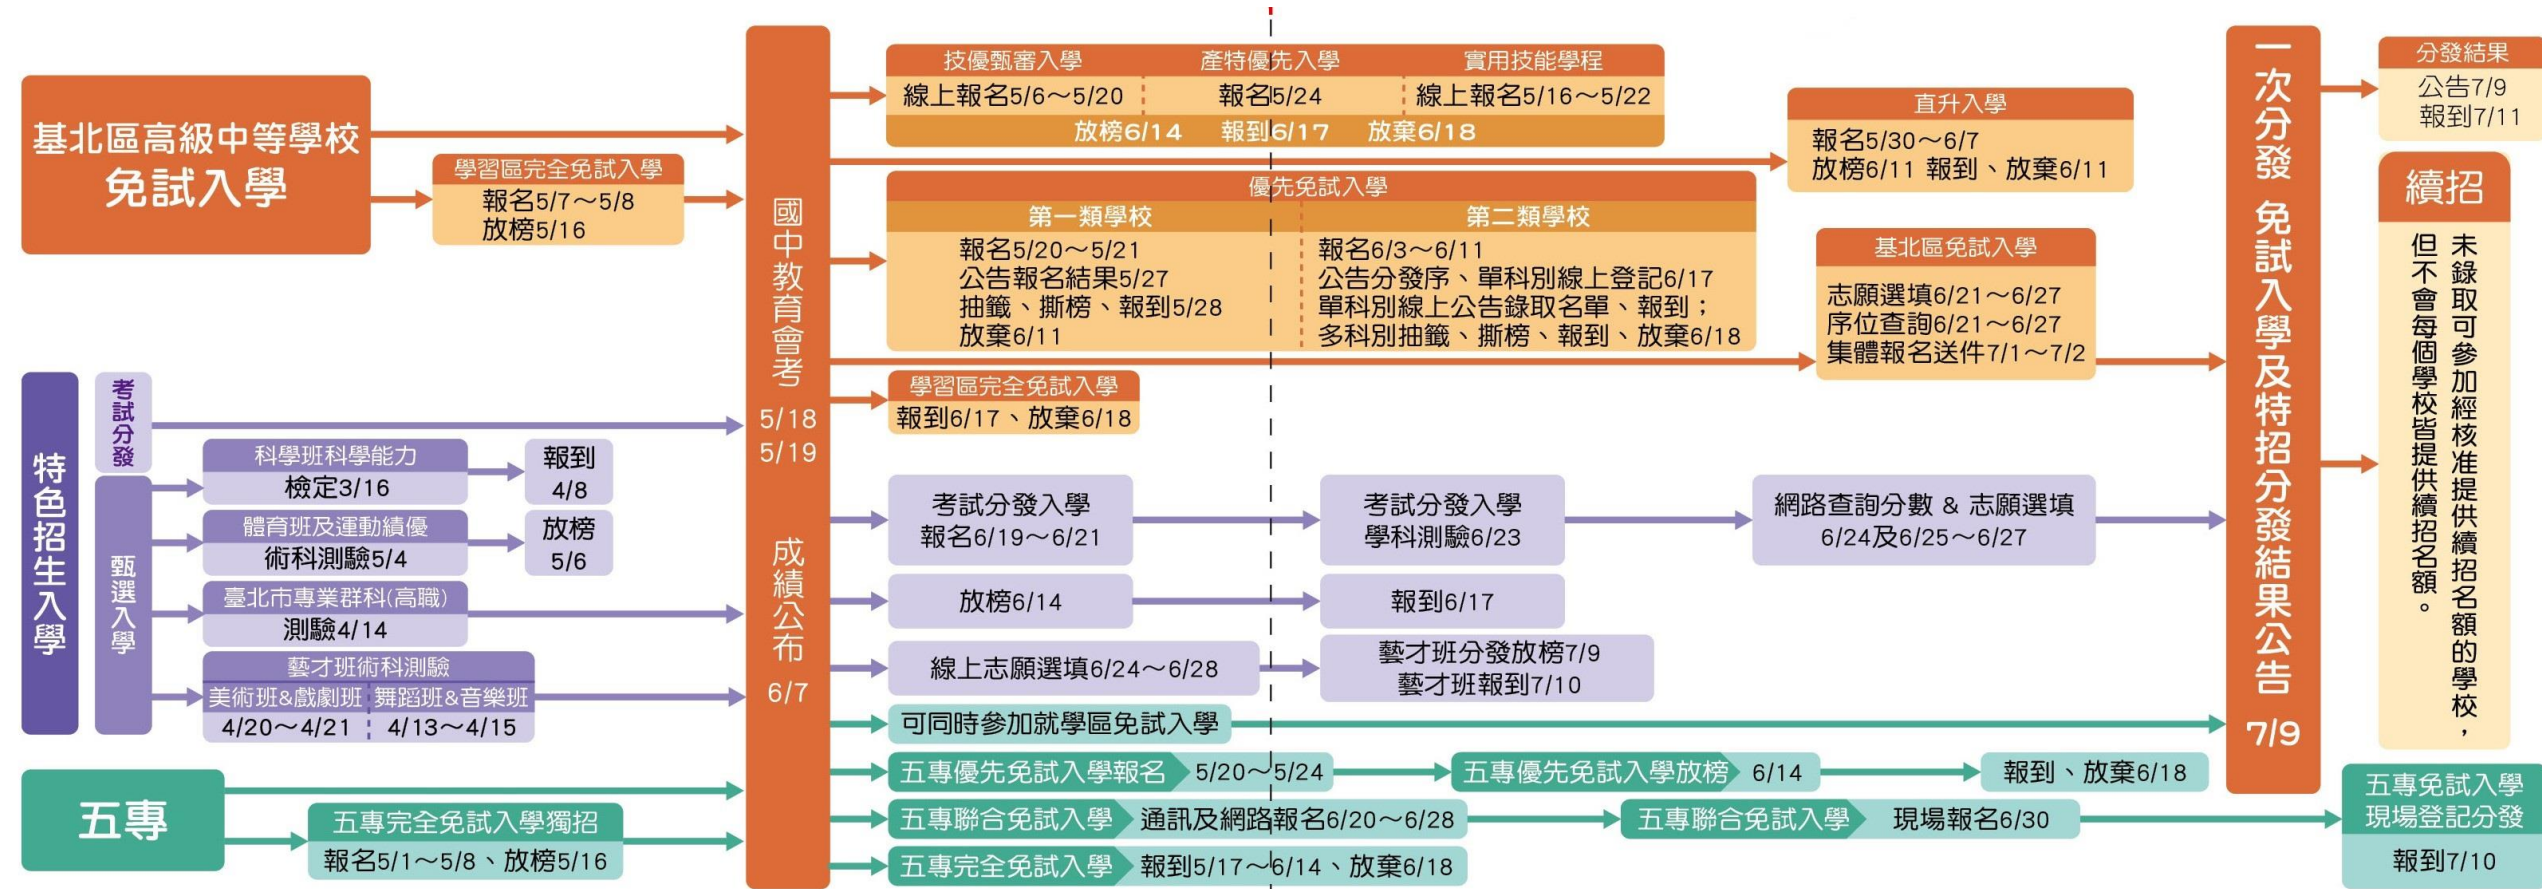 基北區高級中等學校
免試入學
學習區完全免試入學
報名5/7～5/8
放榜5/16
特色招生入學
考試分發
甄選入學
科學班科學能力
檢定3/16
報到
4/8
體育班及運動績優
術科測驗5/4
放榜
5/6
臺北市專業群科(高職)
測驗4/14
藝才班術科測驗
美術班&戲劇班
4/20～4/21
舞蹈班&音樂班
4/13～4/15
五專
五專完全免試入學獨招
報名5/1～5/8、放榜5/16
國中教育會考
5/18
5/19
成績公布
6/7
技優甄審入學
產特優先入學
實用技能學程
線上報名5/6～5/20
報名5/24
線上報名5/16～5/22
放榜6/14 報到6/17 放棄6/18
直升入學
報名5/30～6/7
放榜6/11 報到、放棄6/11
優先免試入學
第一類學校
報名5/20～5/21
公告報名結果5/27
抽籤、撕榜、報到5/28
放棄6/11
第二類學校
報名6/3～6/11
公告分發序、單科別線上登記6/17
單科別線上公告錄取名單、報到；
多科別抽籤、撕榜、報到、放棄6/18
基北區免試入學
志願選填6/21～6/27
序位查詢6/21～6/27
集體報名送件7/1～7/2
學習區完全免試入學
報到6/17、放棄6/18
考試分發入學
報名6/19～6/21
考試分發入學
學科測驗6/23
網路查詢分數 & 志願選填
6/24及6/25～6/27
放榜6/14
報到6/17
線上志願選填6/24～6/28
藝才班分發放榜7/9
藝才班報到7/10
可同時參加就學區免試入學
五專優先免試入學報名 5/20～5/24
五專優先免試入學放榜 6/14
報到、放棄6/18
五專聯合免試入學 通訊及網路報名6/20～6/28
五專聯合免試入學 現場報名6/30
五專完全免試入學 報到5/17～6/14、放棄6/18
一次分發 免試入學及特招分發結果公告
7/9
分發結果
公告7/9
報到7/11
續招
未錄取可參加經核准提供續招名額的學校，
但不會每個學校皆提供續招名額。
五專免試入學
現場登記分發
報到7/10